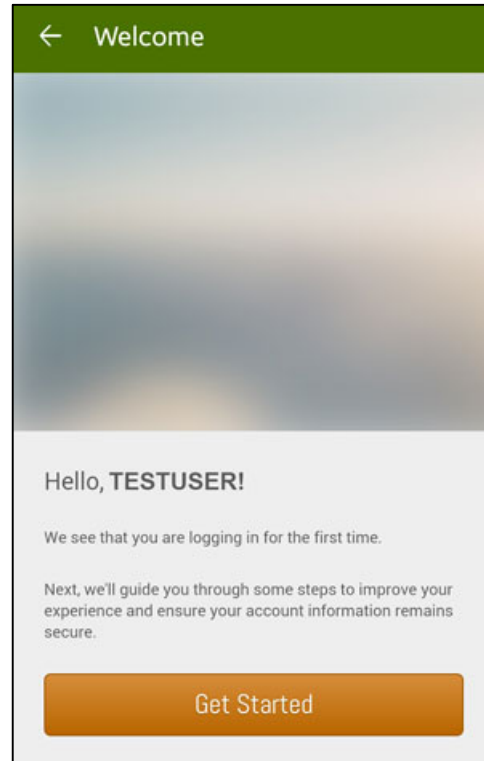 Welcome
Hello, TESTUSER!
We see that you are logging in for the first time.
Next, we'll guide you through some steps to improve your
experience and ensure your account information remains
secure.
Get Started